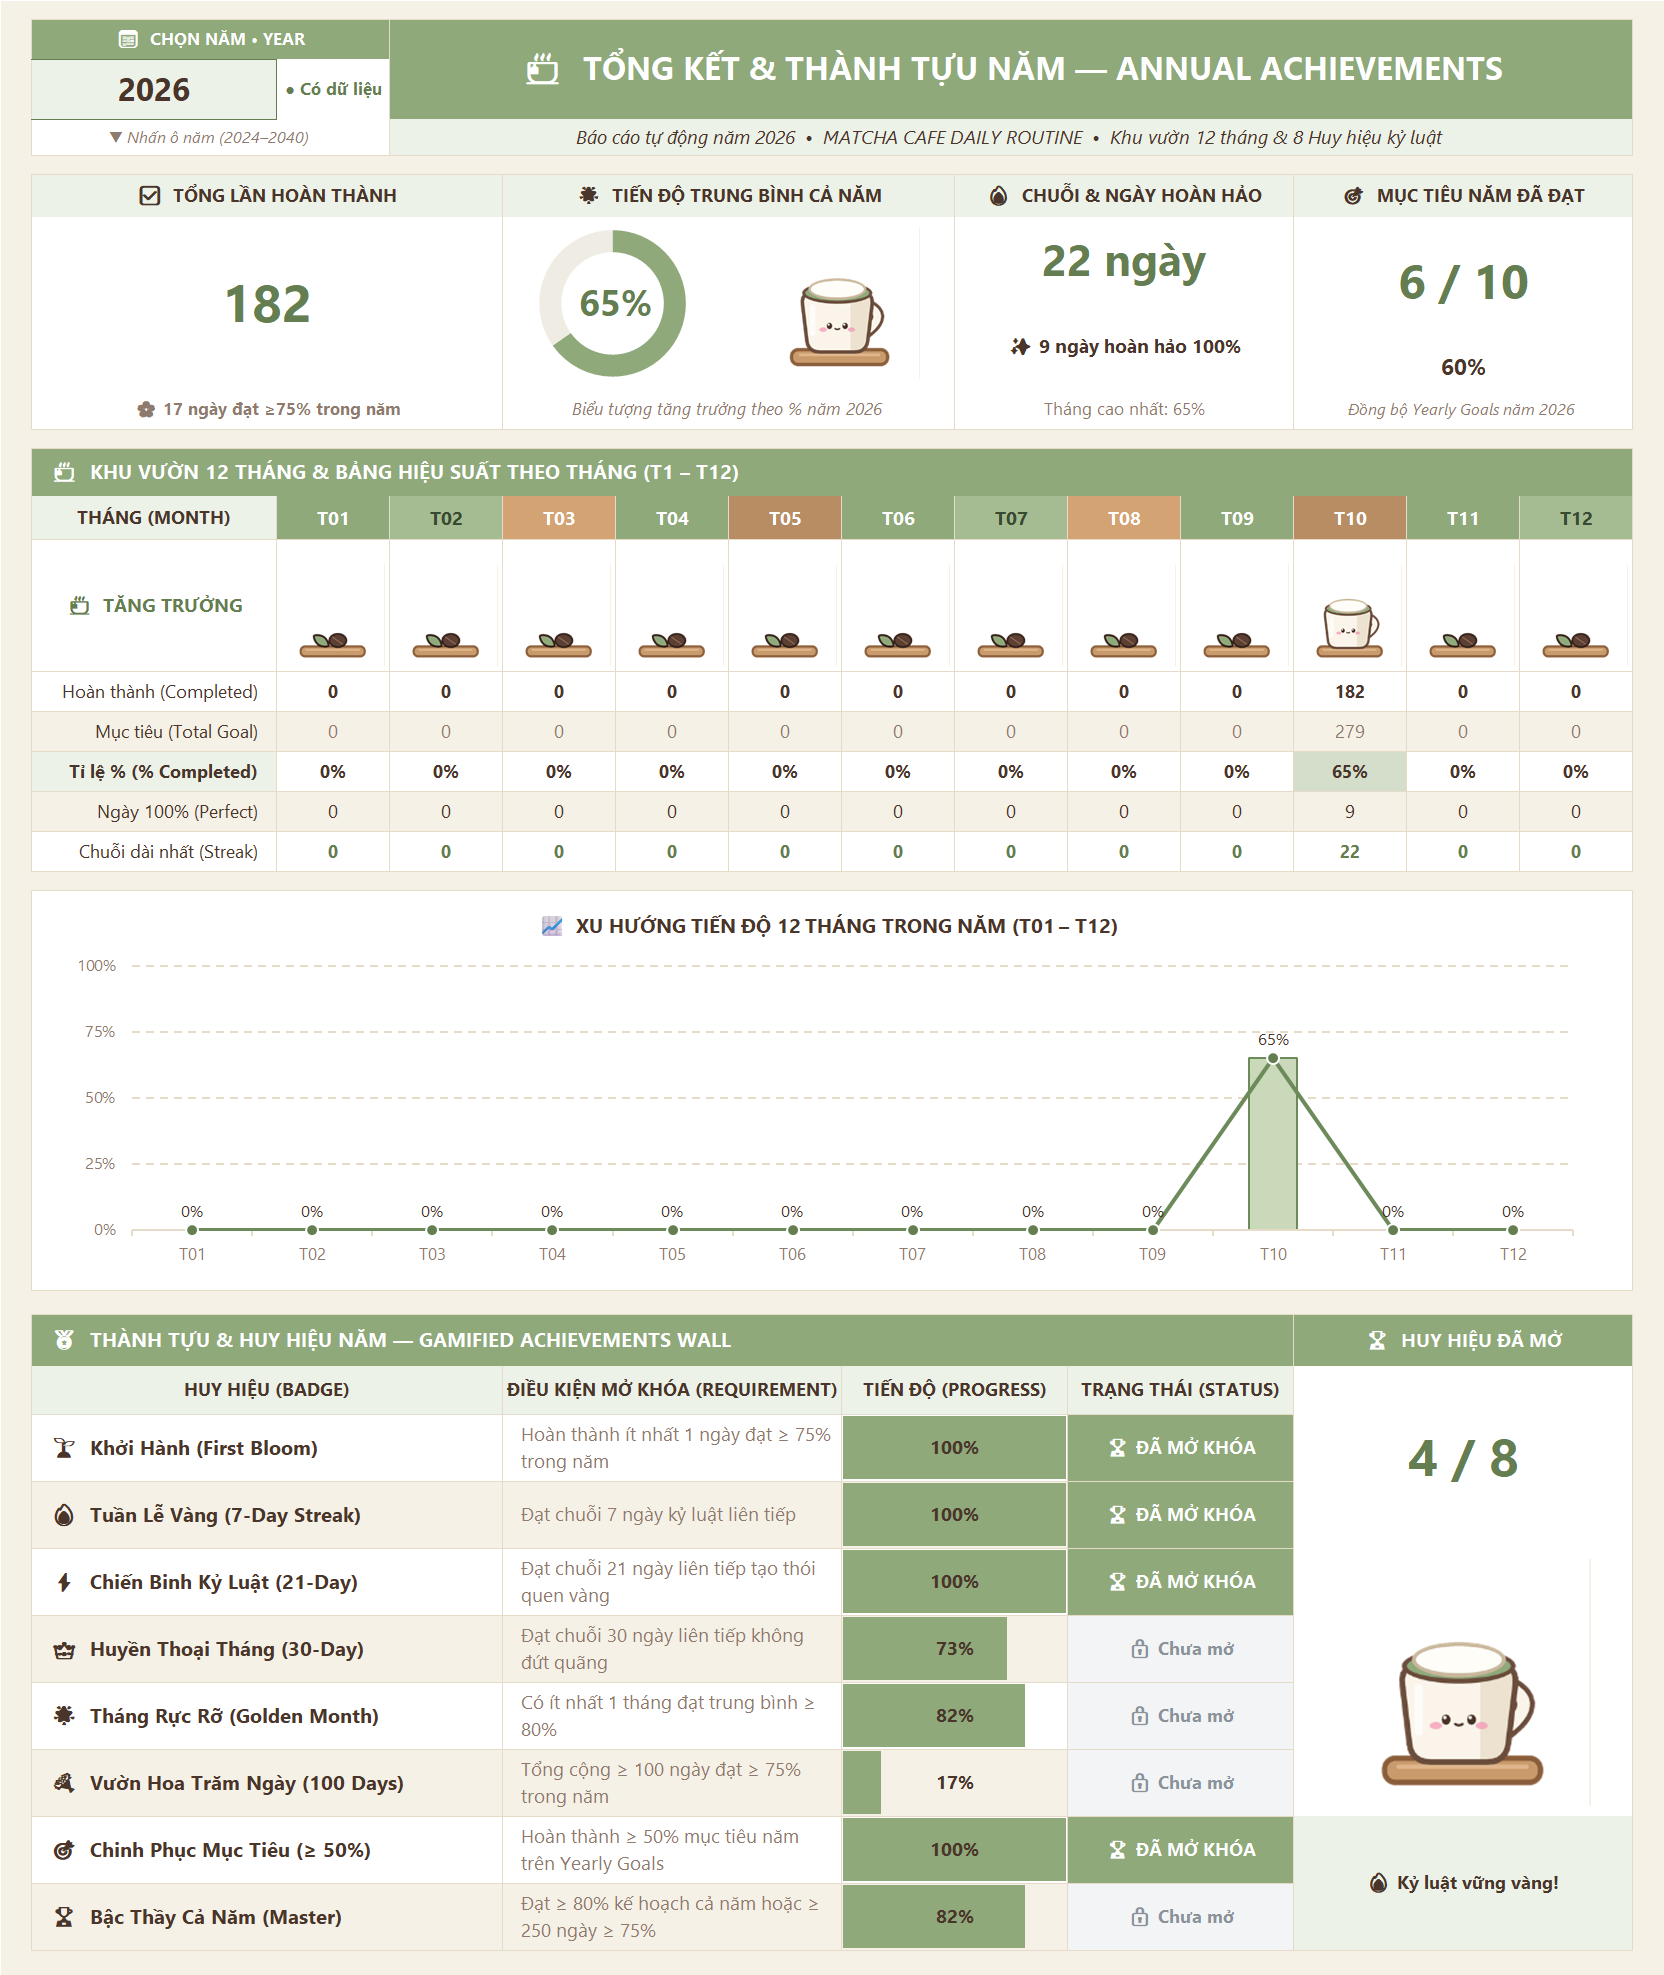 CHỌN NĂM • YEAR
2026
● Có dữ liệu
▼ Nhấn ô năm (2024–2040)
TỔNG KẾT & THÀNH TỰU NĂM — ANNUAL ACHIEVEMENTS
Báo cáo tự động năm 2026 • MATCHA CAFE DAILY ROUTINE • Khu vườn 12 tháng & 8 Huy hiệu kỷ luật
TỔNG LẦN HOÀN THÀNH
182
17 ngày đạt ≥75% trong năm
TIẾN ĐỘ TRUNG BÌNH CẢ NĂM
65%
Biểu tượng tăng trưởng theo % năm 2026
CHUỖI & NGÀY HOÀN HẢO
22 ngày
9 ngày hoàn hảo 100%
Tháng cao nhất: 65%
MỤC TIÊU NĂM ĐÃ ĐẠT
6 / 10
60%
Đồng bộ Yearly Goals năm 2026
KHU VƯỜN 12 THÁNG & BẢNG HIỆU SUẤT THEO THÁNG (T1 – T12)
THÁNG (MONTH) T01 T02 T03 T04 T05 T06 T07 T08 T09 T10 T11 T12
TĂNG TRƯỞNG
Hoàn thành (Completed) 0 0 0 0 0 0 0 0 0 182 0 0
Mục tiêu (Total Goal) 0 0 0 0 0 0 0 0 0 279 0 0
Tỉ lệ % (% Completed) 0% 0% 0% 0% 0% 0% 0% 0% 0% 65% 0% 0%
Ngày 100% (Perfect) 0 0 0 0 0 0 0 0 0 9 0 0
Chuỗi dài nhất (Streak) 0 0 0 0 0 0 0 0 0 22 0 0
XU HƯỚNG TIẾN ĐỘ 12 THÁNG TRONG NĂM (T01 – T12)
100%
75%
65%
50%
25%
0% 0% 0% 0% 0% 0% 0% 0% 0% 0% 0%
0%
T01 T02 T03 T04 T05 T06 T07 T08 T09 T10 T11 T12
THÀNH TỰU & HUY HIỆU NĂM — GAMIFIED ACHIEVEMENTS WALL
HUY HIỆU (BADGE) ĐIỀU KIỆN MỞ KHÓA (REQUIREMENT) TIẾN ĐỘ (PROGRESS) TRẠNG THÁI (STATUS)
Khởi Hành (First Bloom)
Hoàn thành ít nhất 1 ngày đạt ≥ 75%
trong năm
100%
ĐÃ MỞ KHÓA
Tuần Lễ Vàng (7-Day Streak)
Đạt chuỗi 7 ngày kỷ luật liên tiếp
100%
ĐÃ MỞ KHÓA
Chiến Binh Kỷ Luật (21-Day)
Đạt chuỗi 21 ngày liên tiếp tạo thói
quen vàng
100%
ĐÃ MỞ KHÓA
Huyền Thoại Tháng (30-Day)
Đạt chuỗi 30 ngày liên tiếp không
đứt quãng
73%
Chưa mở
Tháng Rực Rỡ (Golden Month)
Có ít nhất 1 tháng đạt trung bình ≥
80%
82%
Chưa mở
Vườn Hoa Trăm Ngày (100 Days)
Tổng cộng ≥ 100 ngày đạt ≥ 75%
trong năm
17%
Chưa mở
Chinh Phục Mục Tiêu (≥ 50%)
Hoàn thành ≥ 50% mục tiêu năm
trên Yearly Goals
100%
ĐÃ MỞ KHÓA
Bậc Thầy Cả Năm (Master)
Đạt ≥ 80% kế hoạch cả năm hoặc ≥
250 ngày ≥ 75%
82%
Chưa mở
HUY HIỆU ĐÃ MỞ
4 / 8
Kỷ luật vững vàng!